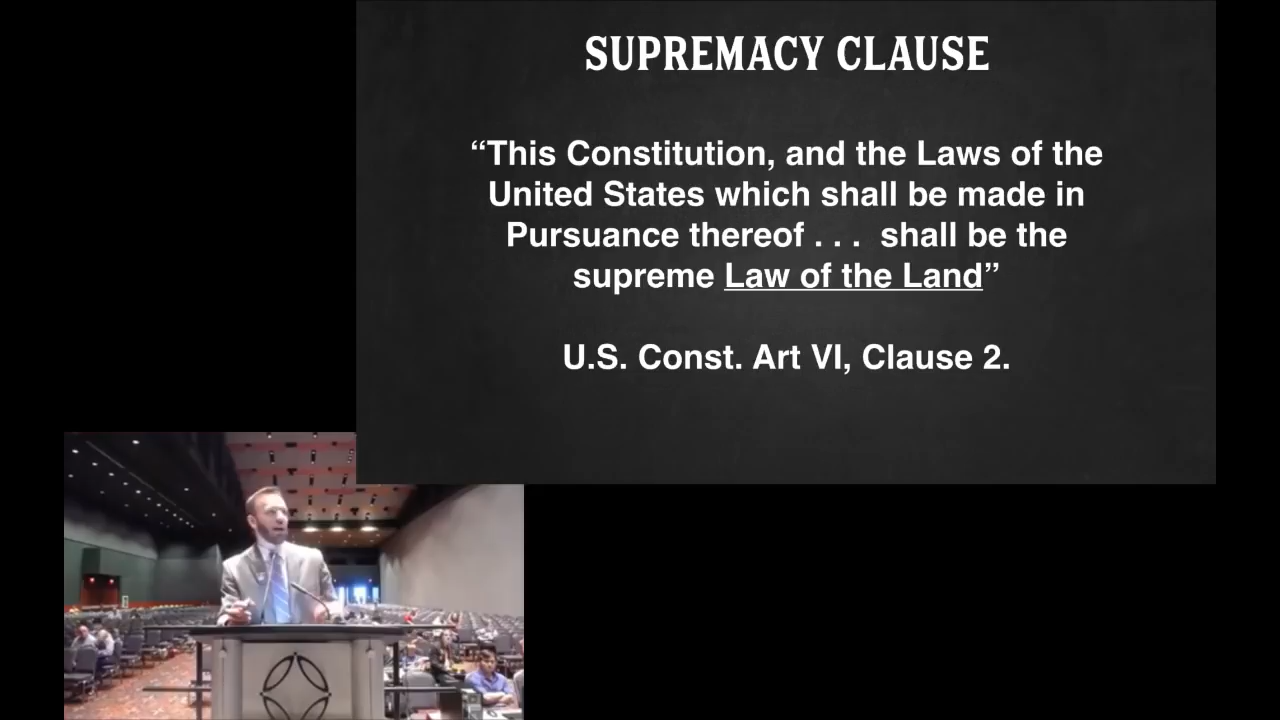 SUPREMACY CLAUSE
“This Constitution, and the Laws of the
United States which shall be made in
Pursuance thereof . . .  shall be the
supreme Law of the Land”
U.S. Const. Art VI, Clause 2.